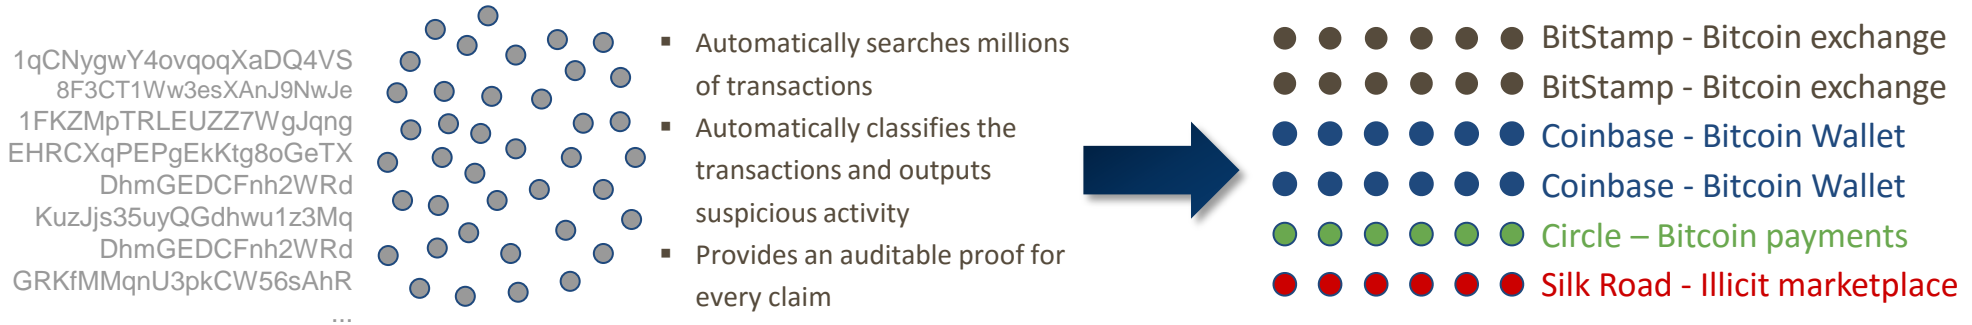 1qCNygwY4ovqoqXaDQ4VS
8F3CT1Ww3esXAnJ9NwJe
1FKZMpTRLEUZZ7WgJqng
EHRCXqPEPgEkKtg8oGeTX
DhmGEDCFnh2WRd
KuzJjs35uyQGdhwu1z3Mq
DhmGEDCFnh2WRd
GRKfMMqnU3pkCW56sAhR
...
▪ Automatically searches millions
of transactions
▪ Automatically classifies the
transactions and outputs
suspicious activity
▪ Provides an auditable proof for
every claim
BitStamp - Bitcoin exchange
BitStamp - Bitcoin exchange
Coinbase - Bitcoin Wallet
Coinbase - Bitcoin Wallet
Circle – Bitcoin payments
Silk Road - Illicit marketplace